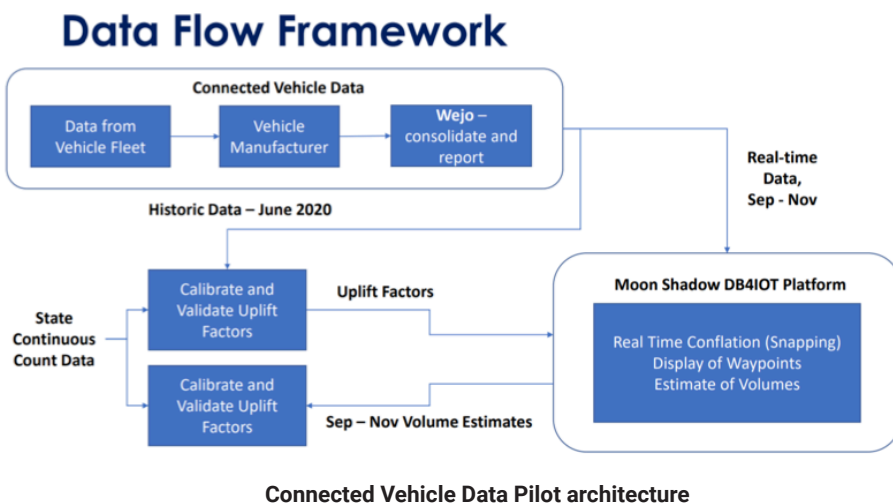 Data Flow Framework
Connected Vehicle Data
Data from
Vehicle Fleet
Vehicle
Manufacturer
Wejo –
consolidate and
report
Real-time
Data,
Sep - Nov
Historic Data – June 2020
Calibrate and
Validate Uplift
Factors
Uplift Factors
State
Continuous
Count Data
Moon Shadow DB4IOT Platform
Real Time Conflation (Snapping)
Display of Waypoints
Estimate of Volumes
Calibrate and
Validate Uplift
Factors
Sep – Nov Volume Estimates
Connected Vehicle Data Pilot architecture